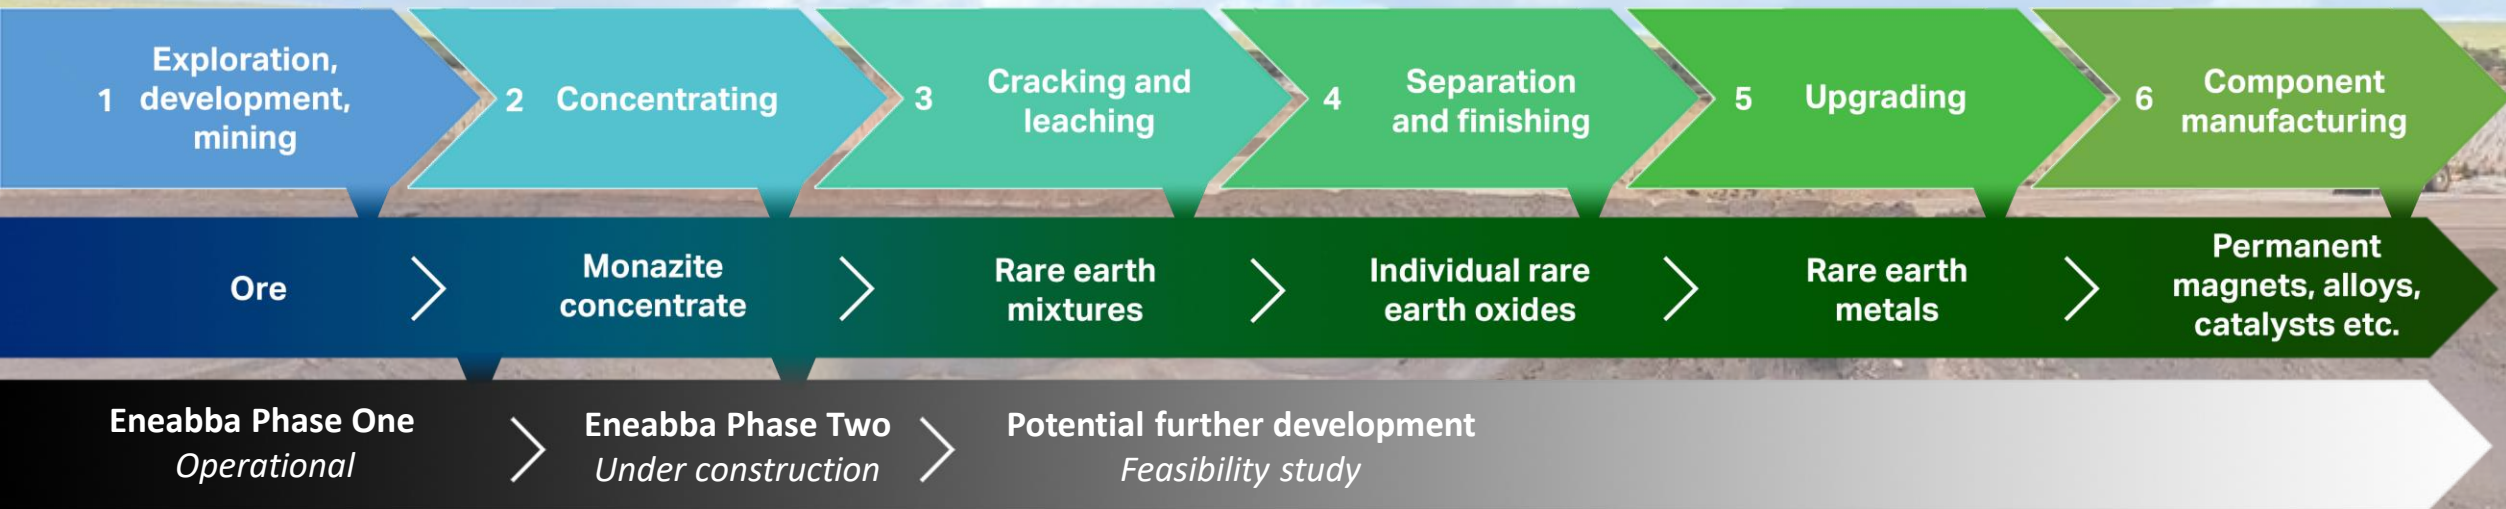 1 Exploration,
development,
mining
2 Concentrating
3 Cracking and
leaching
4 Separation
and finishing
5 Upgrading
6 Component
manufacturing
Ore
Monazite
concentrate
Rare earth
mixtures
Individual rare
earth oxides
Rare earth
metals
Permanent
magnets, alloys,
catalysts etc.
Eneabba Phase One
Operational
Eneabba Phase Two
Under construction
Potential further development
Feasibility study